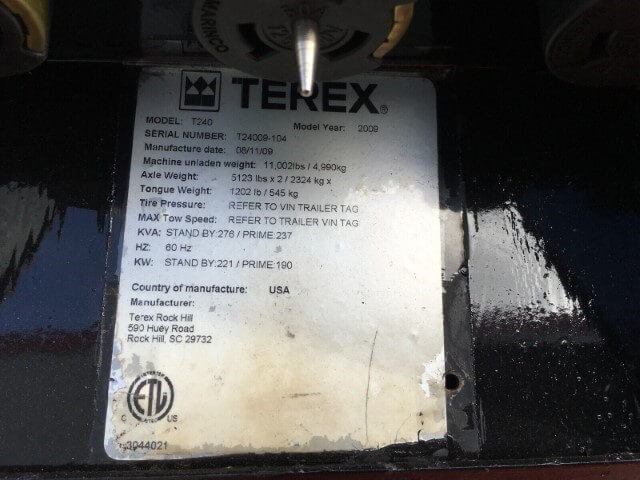 TEREX®
MODEL: T240 Model Year: 2009
SERIAL NUMBER: T24009-104
Manufacture date: 08/11/09
Machine unladen weight: 11,002lbs / 4,990kg
Axle Weight: 5123 lbs x 2 / 2324 kg x
Tongue Weight: 1202 lb / 545 kg
Tire Pressure: REFER TO VIN TRAILER TAG
MAX Tow Speed: REFER TO TRAILER VIN TAG
KVA: STAND BY:276 / PRIME:237
HZ: 60 Hz
KW: STAND BY:221 / PRIME:190
Country of manufacture: USA
Manufacturer:
Terex Rock Hill
590 Huey Road
Rock Hill, SC 29732
ETL
C US
3044021